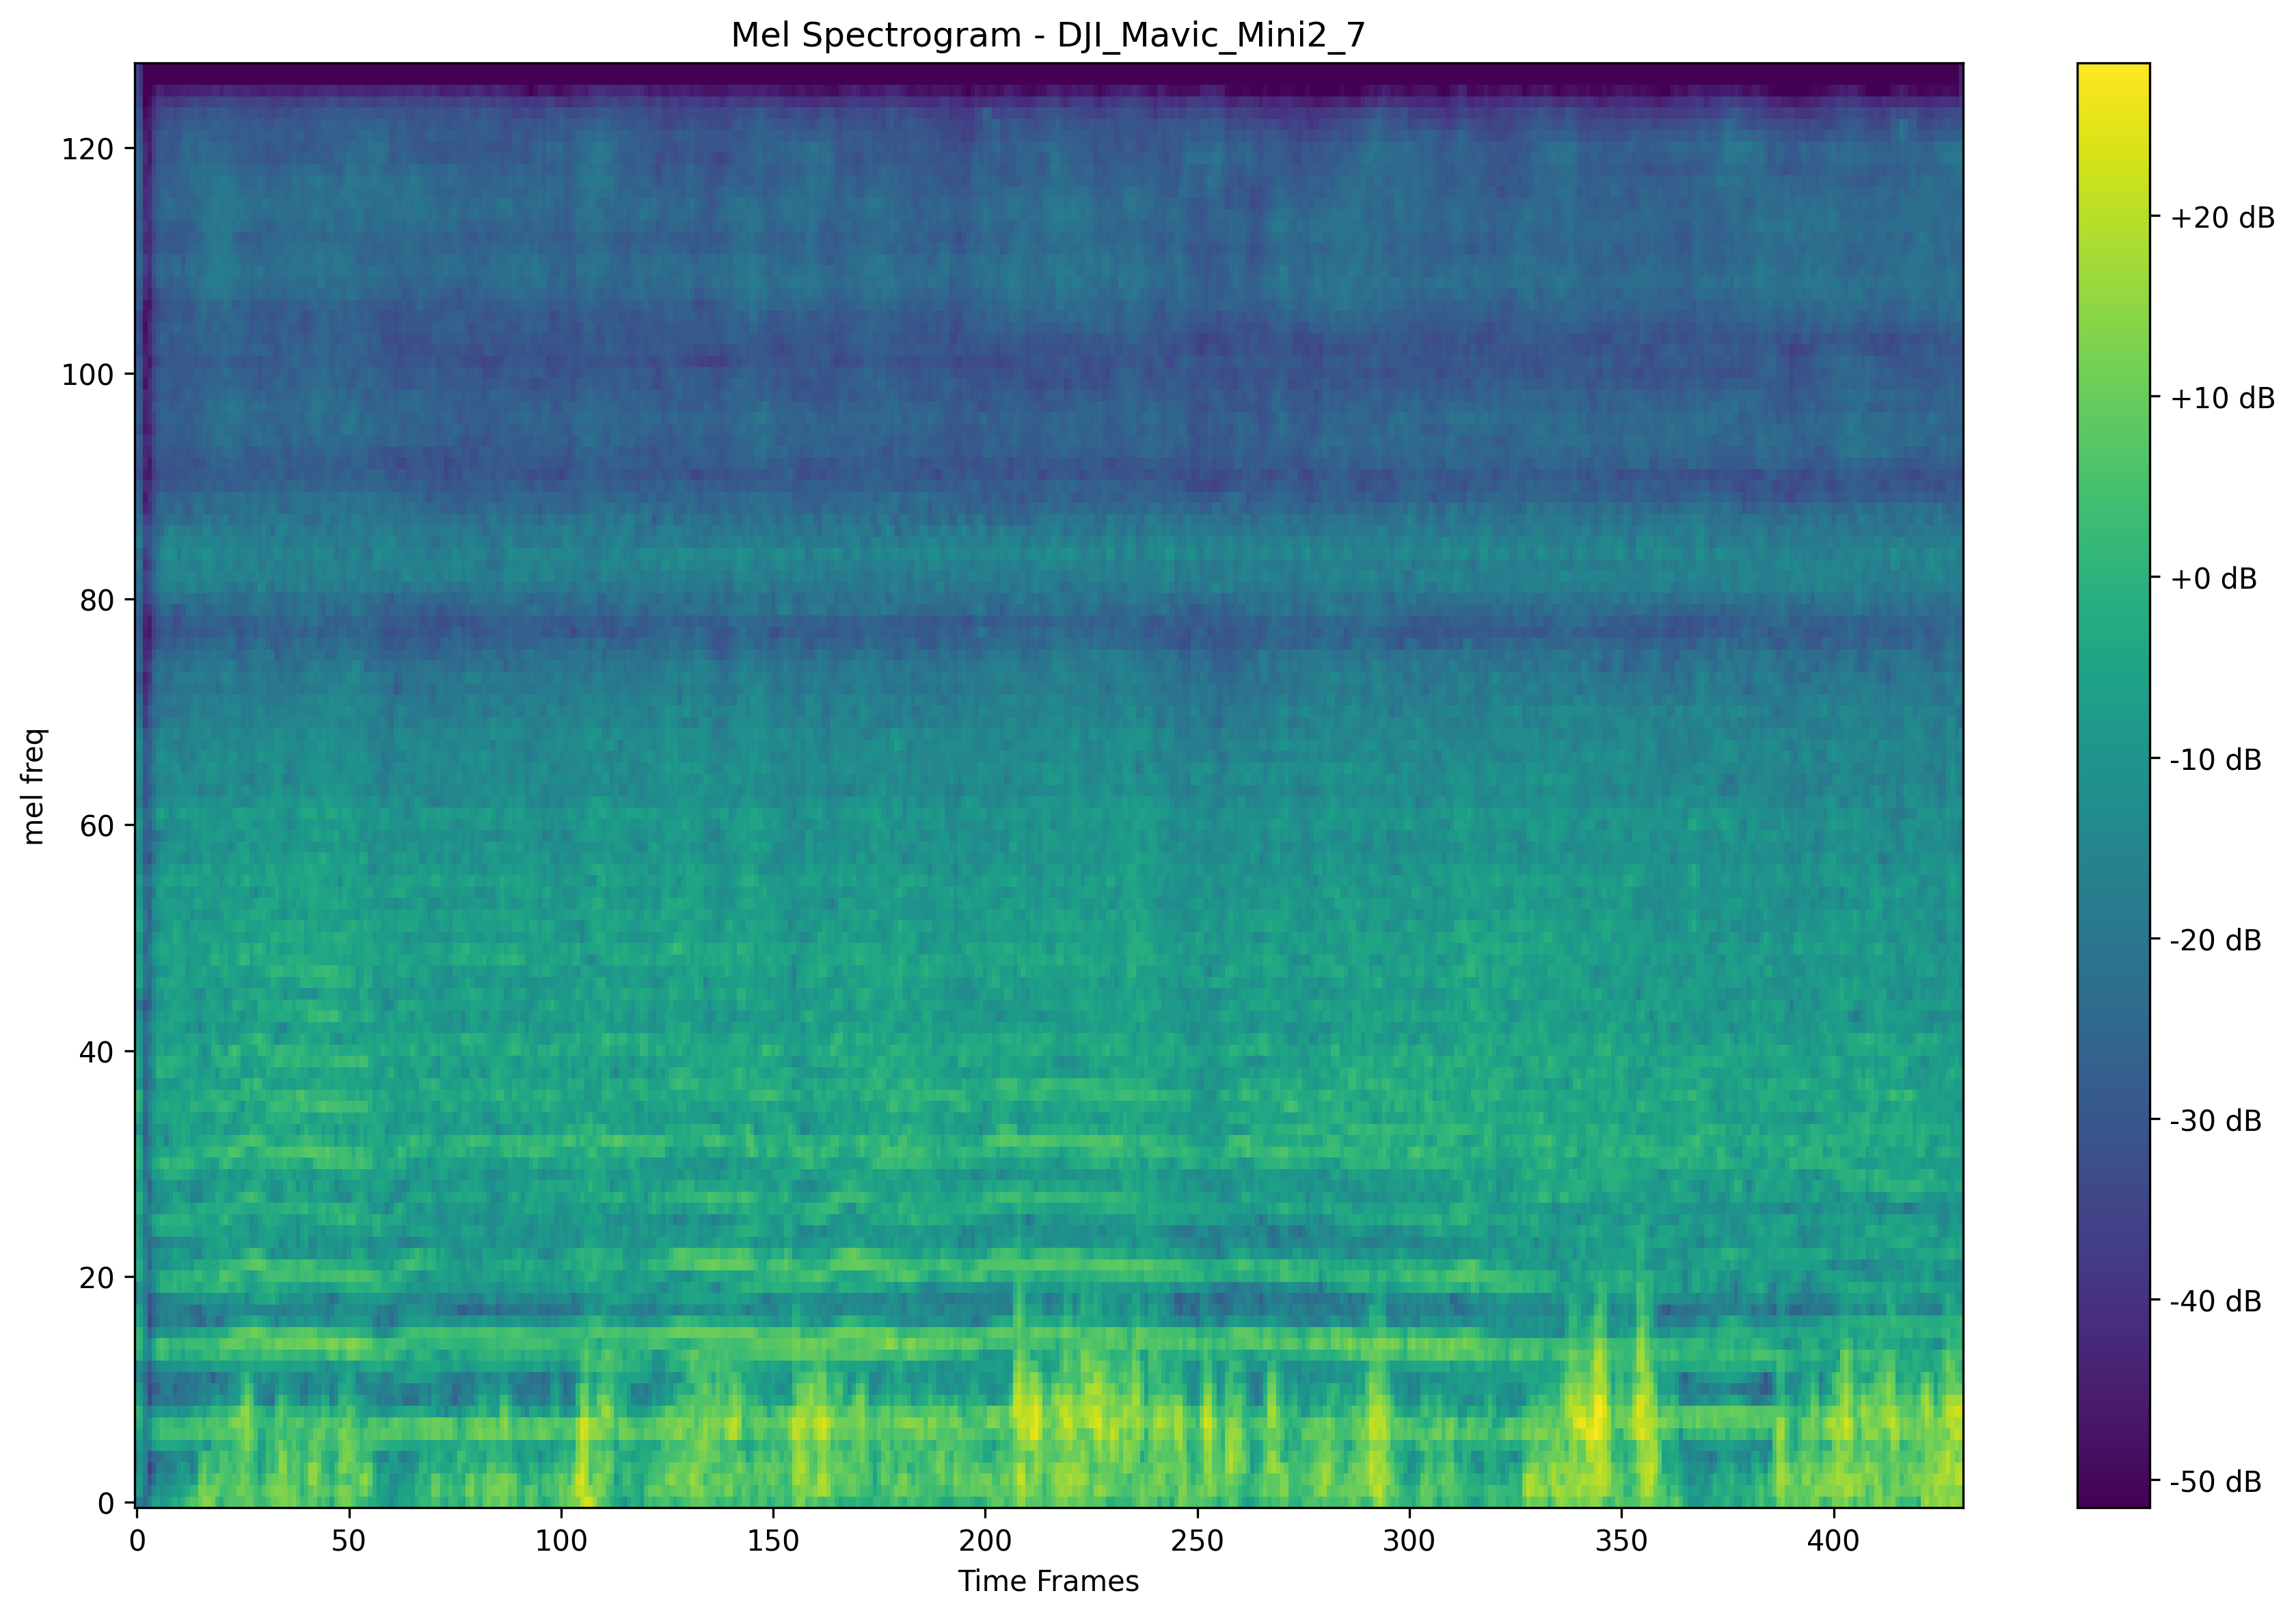 Mel Spectrogram - DJI_Mavic_Mini2_7
mel freq
120
100
80
60
40
20
0
0 50 100 150 200 250 300 350 400
Time Frames
+20 dB
+10 dB
+0 dB
-10 dB
-20 dB
-30 dB
-40 dB
-50 dB